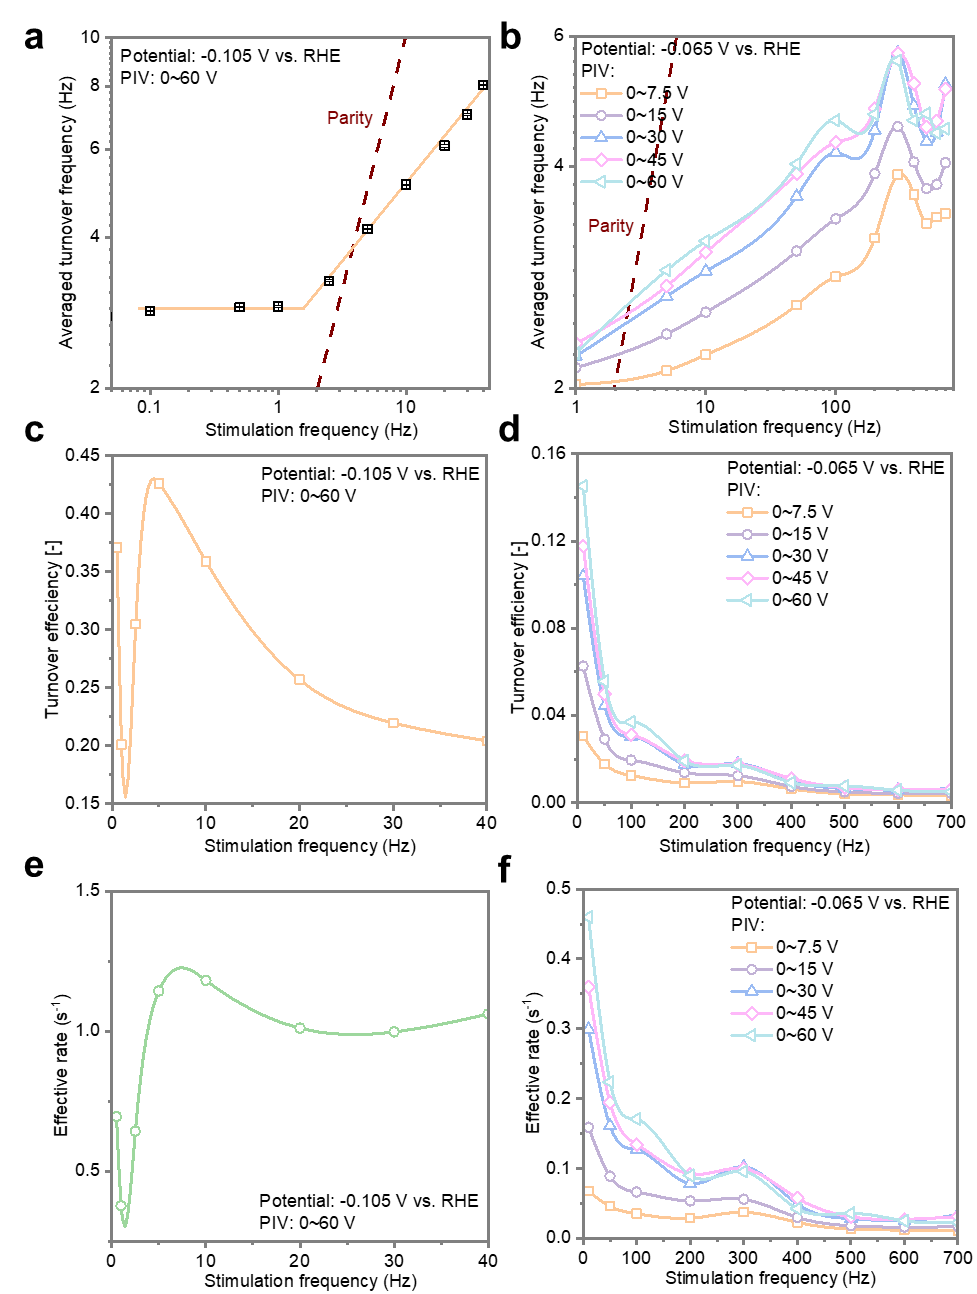 a
Potential: -0.105 V vs. RHE
PIV: 0~60 V
Parity
10
8
6
4
2
0.1
1
10
Averaged turnover frequency (Hz)
Stimulation frequency (Hz)
b
Potential: -0.065 V vs. RHE
PIV:
0~7.5 V
0~15 V
0~30 V
0~45 V
0~60 V
Parity
6
4
2
1
10
100
Averaged turnover frequency (Hz)
Stimulation frequency (Hz)
c
Potential: -0.105 V vs. RHE
PIV: 0~60 V
0.45
0.40
0.35
0.30
0.25
0.20
0.15
0
10
20
30
40
Turnover effeciency [-]
Stimulation frequency (Hz)
d
Potential: -0.065 V vs. RHE
PIV:
0~7.5 V
0~15 V
0~30 V
0~45 V
0~60 V
0.16
0.12
0.08
0.04
0.00
0
100
200
300
400
500
600
700
Turnover efficiency [-]
Stimulation frequency (Hz)
e
1.5
1.0
0.5
Potential: -0.105 V vs. RHE
PIV: 0~60 V
0
10
20
30
40
Effective rate (s⁻¹)
Stimulation frequency (Hz)
f
Potential: -0.065 V vs. RHE
PIV:
0~7.5 V
0~15 V
0~30 V
0~45 V
0~60 V
0.5
0.4
0.3
0.2
0.1
0.0
0
100
200
300
400
500
600
700
Effective rate (s⁻¹)
Stimulation frequency (Hz)